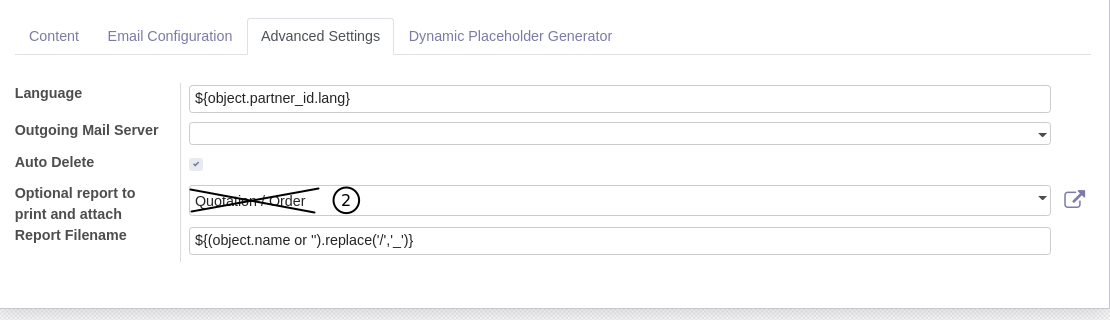 Content Email Configuration Advanced Settings Dynamic Placeholder Generator
Language ${object.partner_id.lang}
Outgoing Mail Server
Auto Delete
Optional report to
print and attach
Quotation / Order 2
Report Filename ${(object.name or '').replace('/','_')}